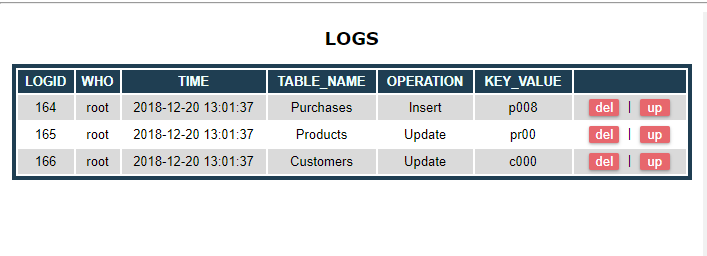 LOGS
LOGID WHO TIME TABLE_NAME OPERATION KEY_VALUE
164 root 2018-12-20 13:01:37 Purchases Insert p008 del | up
165 root 2018-12-20 13:01:37 Products Update pr00 del | up
166 root 2018-12-20 13:01:37 Customers Update c000 del | up